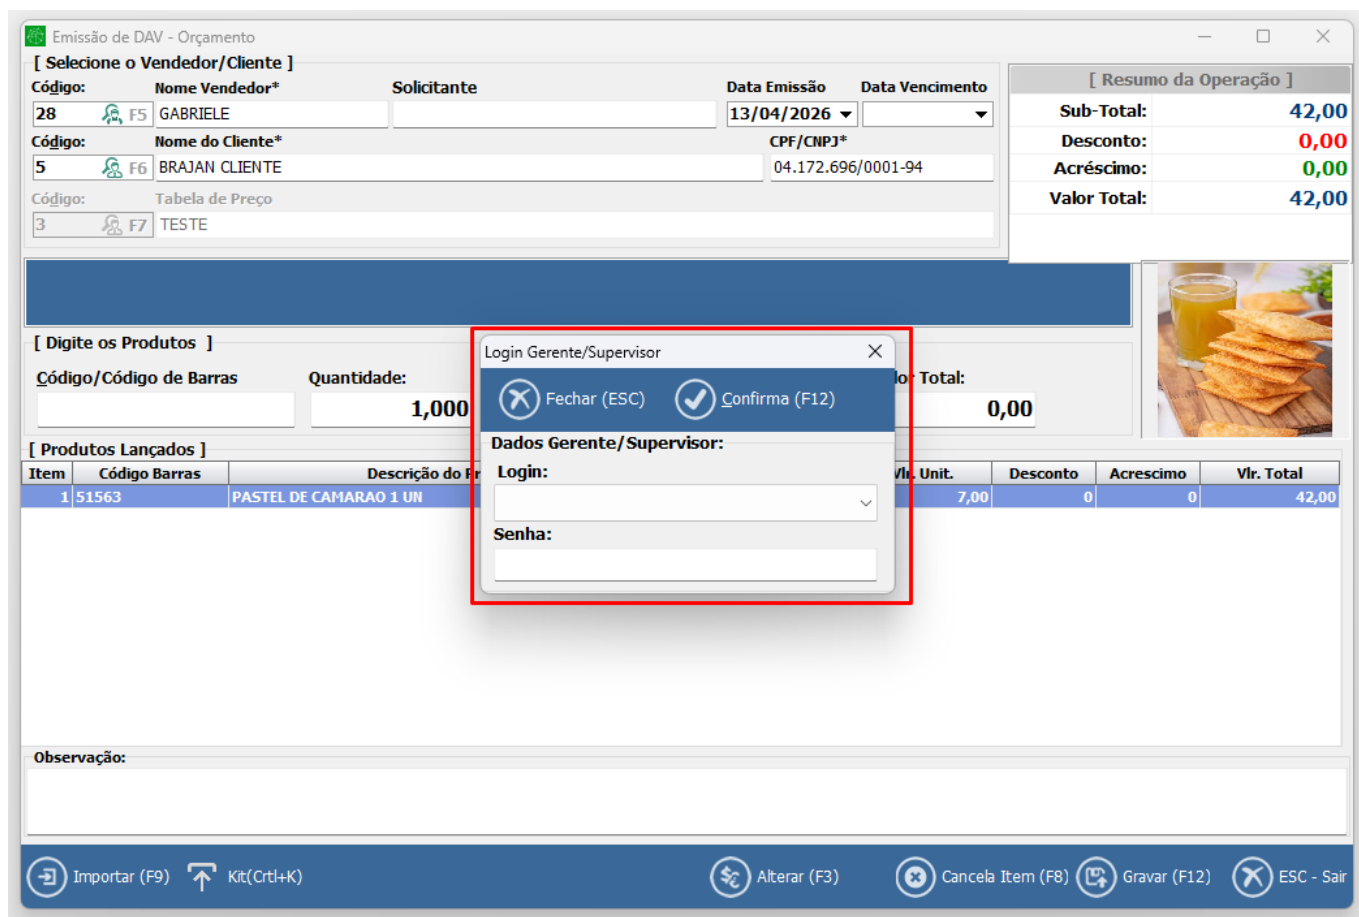 Emissão de DAV - Orçamento
[ Selecione o Vendedor/Cliente ]
Código: Nome Vendedor* Solicitante Data Emissão Data Vencimento
28 F5 GABRIELE 13/04/2026
Código: Nome do Cliente* CPF/CNPJ*
5 F6 BRAJAN CLIENTE 04.172.696/0001-94
Código: Tabela de Preço
3 F7 TESTE
[ Resumo da Operação ]
Sub-Total: 42,00
Desconto: 0,00
Acréscimo: 0,00
Valor Total: 42,00
[ Digite os Produtos ]
Código/Código de Barras Quantidade: Total:
1,000 0,00
Login Gerente/Supervisor
Fechar (ESC) Confirma (F12)
Dados Gerente/Supervisor:
Login:
Senha:
[ Produtos Lançados ]
Item Código Barras Descrição do Vlr. Unit. Desconto Acrescimo Vlr. Total
1 51563 PASTEL DE CAMARAO 1 UN 7,00 0 0 42,00
Observação:
Importar (F9) Kit(Crtl+K) Alterar (F3) Cancela Item (F8) Gravar (F12) ESC - Sair